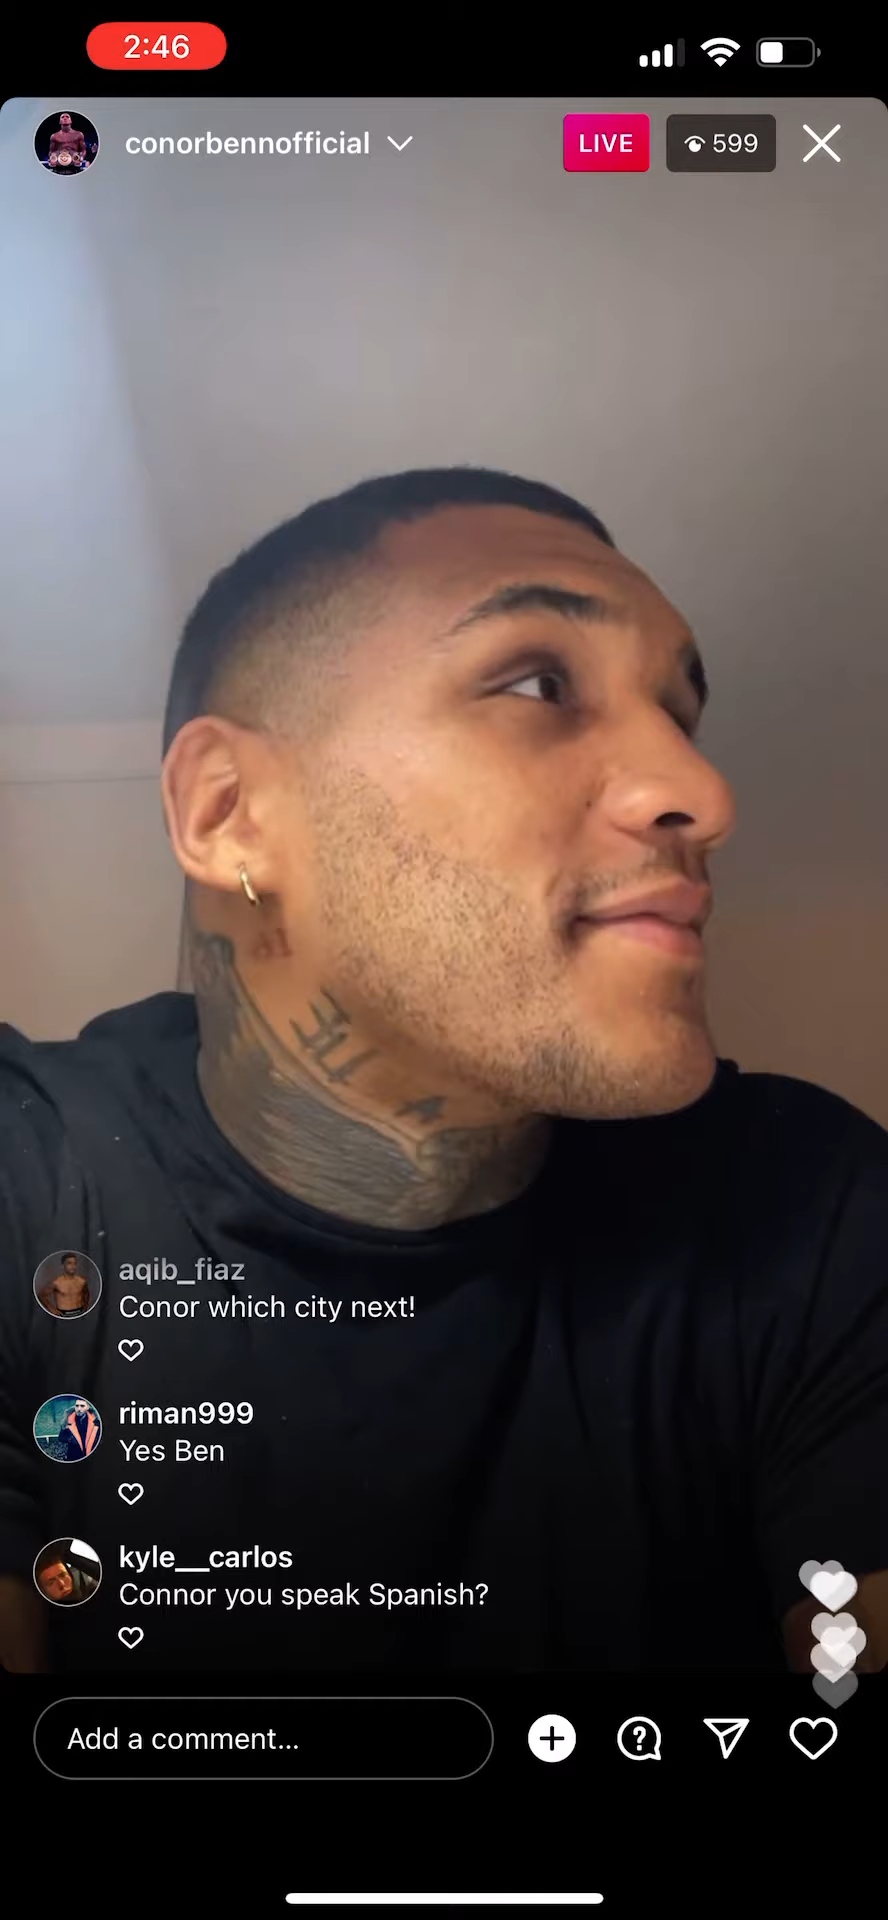 2:46
conorbennofficial
LIVE
599
aqib_fiaz
Conor which city next!
riman999
Yes Ben
kyle__carlos
Connor you speak Spanish?
Add a comment...